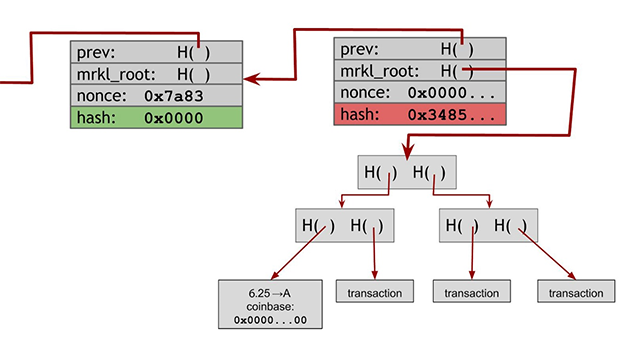 prev: H( )
mrkl_root: H( )
nonce: 0x7a83
hash: 0x0000
prev: H( )
mrkl_root: H( )
nonce: 0x0000...
hash: 0x3485...
H( ) H( )
H( ) H( )
H( ) H( )
6.25→A
coinbase:
0x0000...00
transaction
transaction
transaction